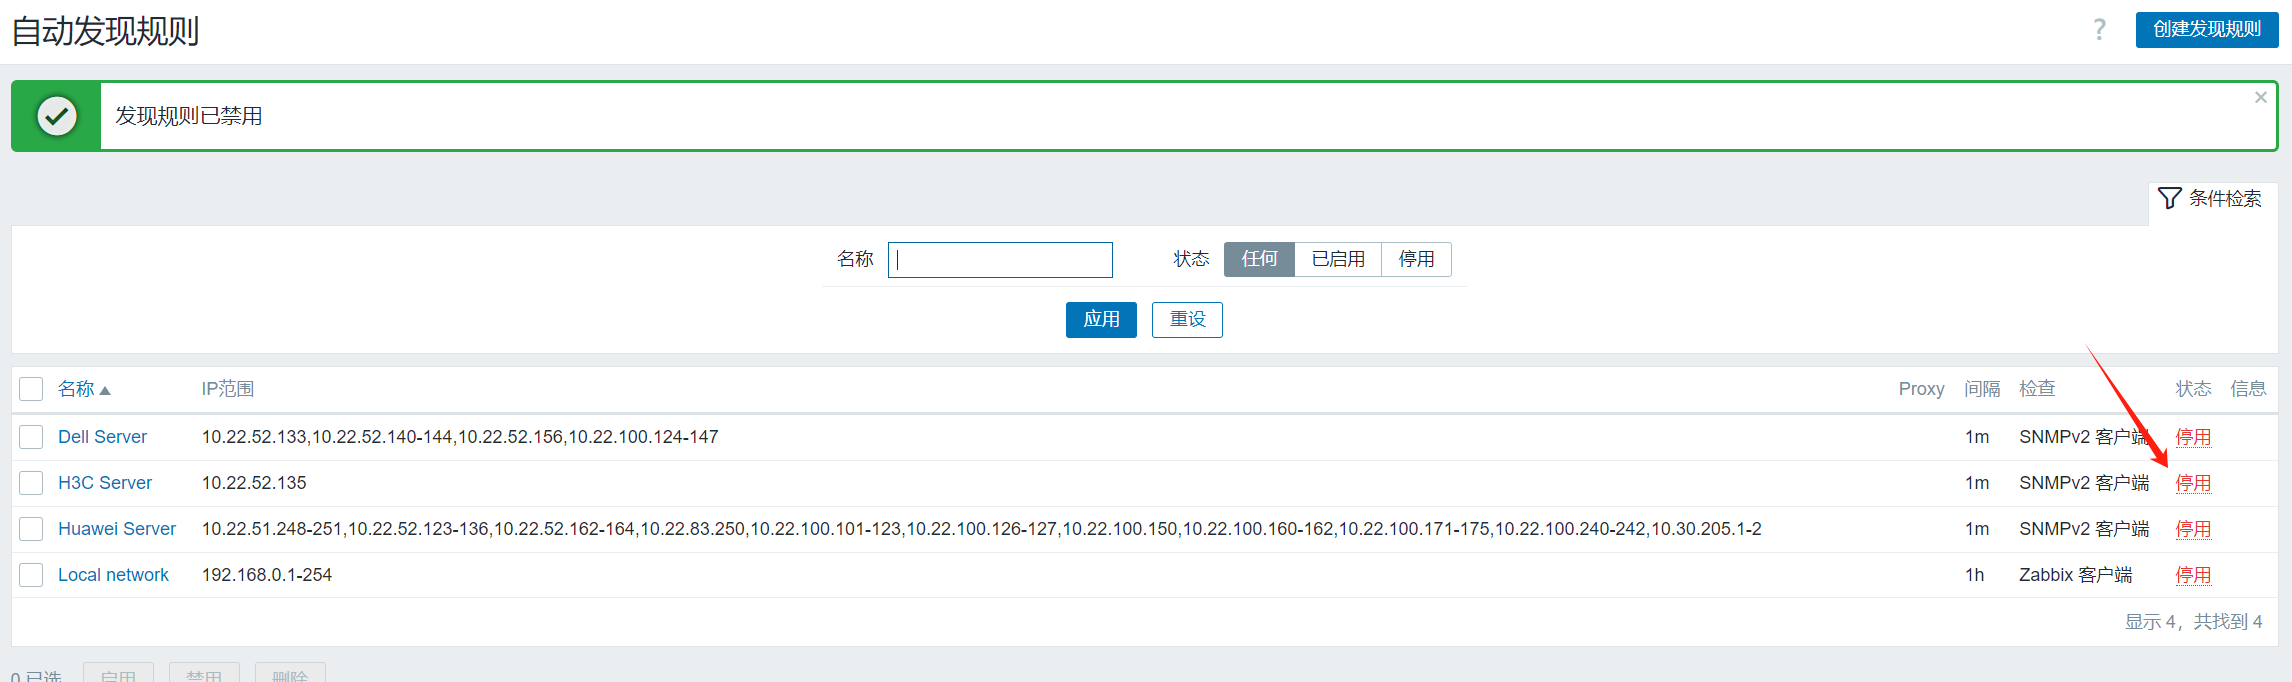 自动发现规则
? 创建发现规则
发现规则已禁用
条件检索
名称 状态 任何 已启用 停用
应用 重设
名称 IP范围 Proxy 间隔 检查 状态 信息
Dell Server 10.22.52.133,10.22.52.140-144,10.22.52.156,10.22.100.124-147 1m SNMPv2 客户端 停用
H3C Server 10.22.52.135 1m SNMPv2 客户端 停用
Huawei Server 10.22.51.248-251,10.22.52.123-136,10.22.52.162-164,10.22.83.250,10.22.100.101-123,10.22.100.126-127,10.22.100.150,10.22.100.160-162,10.22.100.171-175,10.22.100.240-242,10.30.205.1-2 1m SNMPv2 客户端 停用
Local network 192.168.0.1-254 1h Zabbix 客户端 停用
显示 4，共找到 4
0 已选 启用 禁用 删除